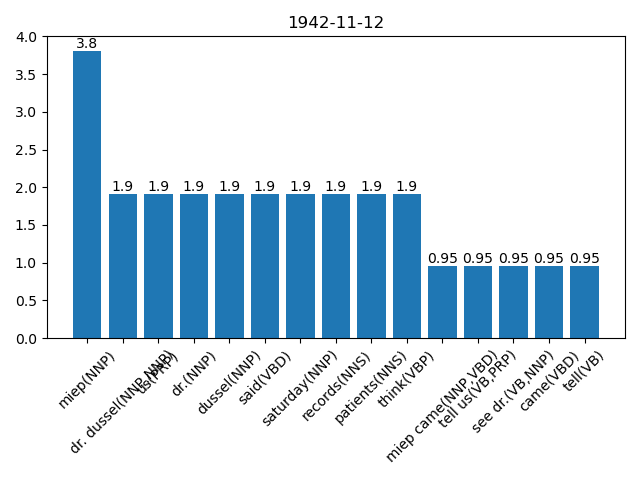 1942-11-12
4.0
3.5
3.0
2.5
2.0
1.5
1.0
0.5
0.0
3.8
1.9
1.9
1.9
1.9
1.9
1.9
1.9
1.9
1.9
0.95
0.95
0.95
0.95
0.95
miep(NNP)
dr. dussel(NNP,NNP)
us(PRP)
dr.(NNP)
dussel(NNP)
said(VBD)
saturday(NNP)
records(NNS)
patients(NNS)
think(VBP)
miep came(NNP,VBD)
tell us(VB,PRP)
see dr.(VB,NNP)
came(VBD)
tell(VB)